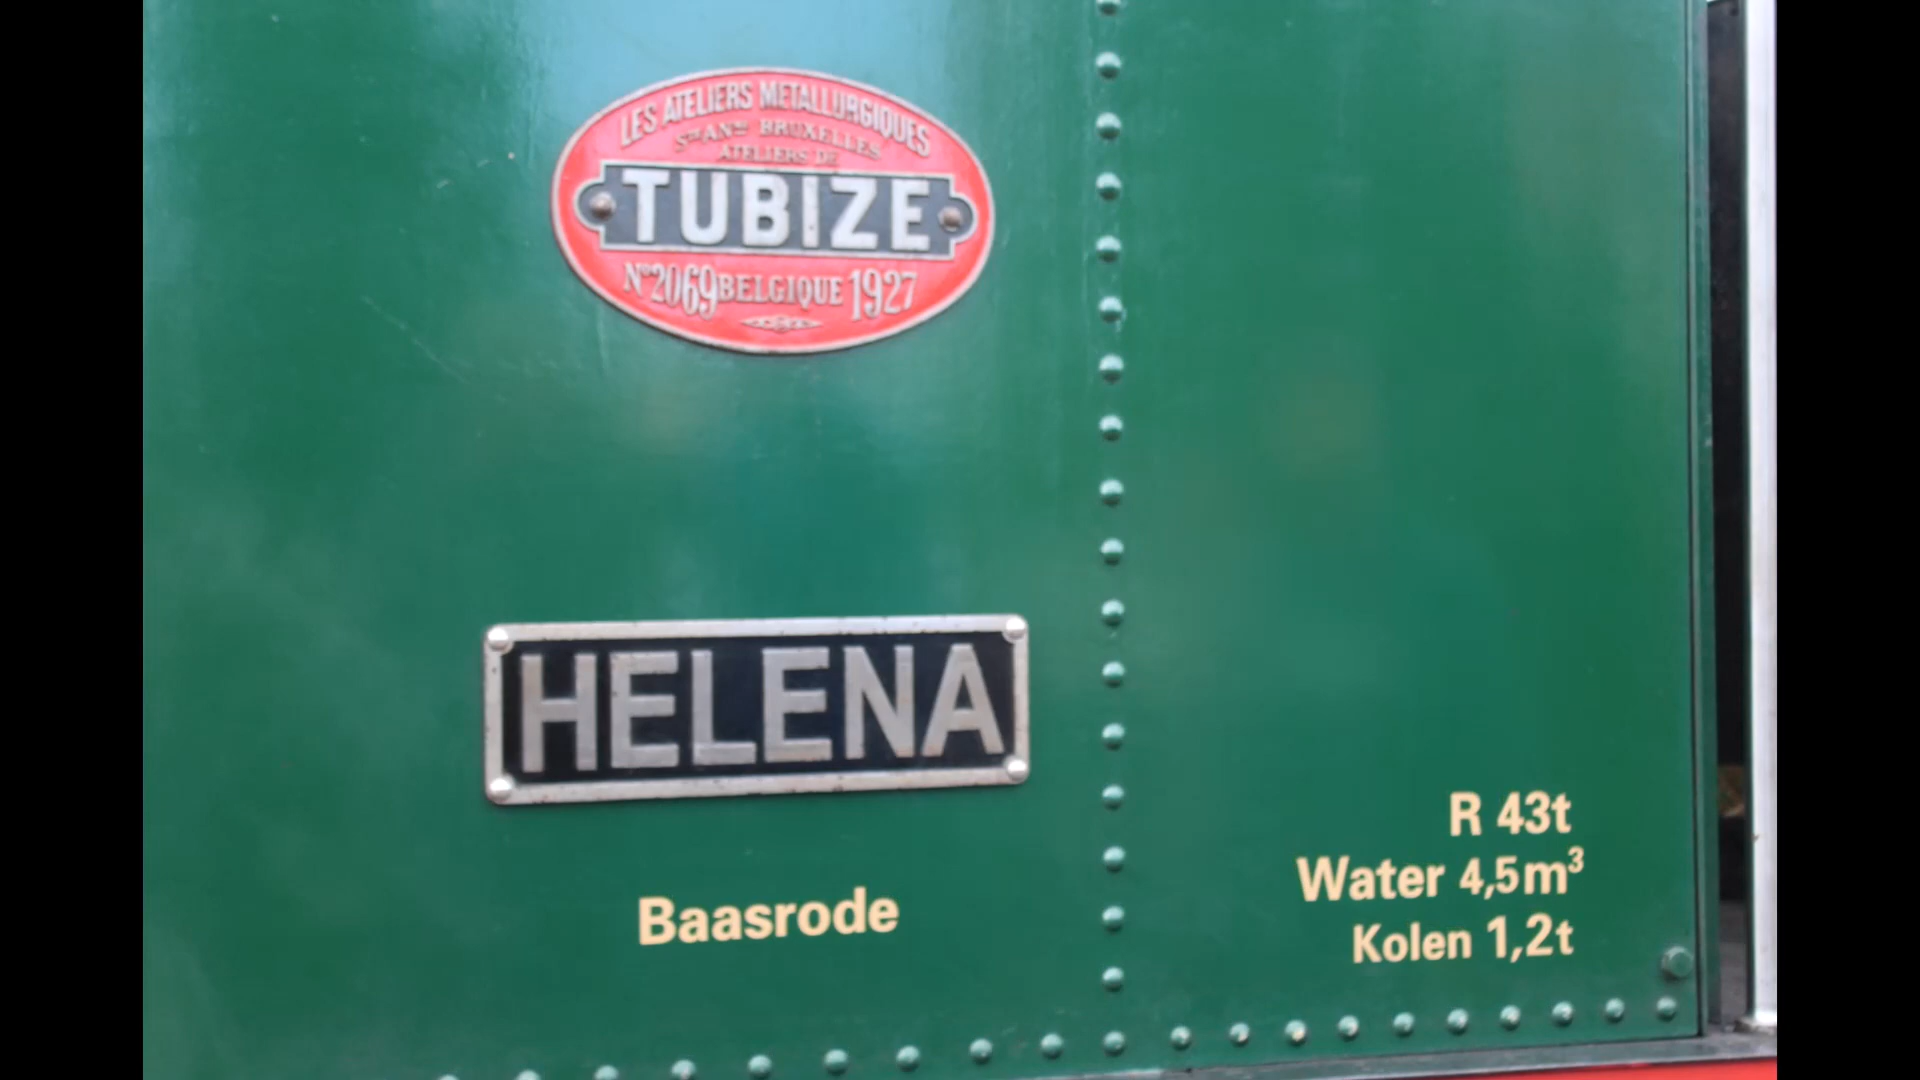 LES ATELIERS METALLURGIQUES
Sté ANme BRUXELLES
ATELIERS DE
TUBIZE
No 2069 BELGIQUE 1927
HELENA
Baasrode
R 43t
Water 4,5m³
Kolen 1,2t